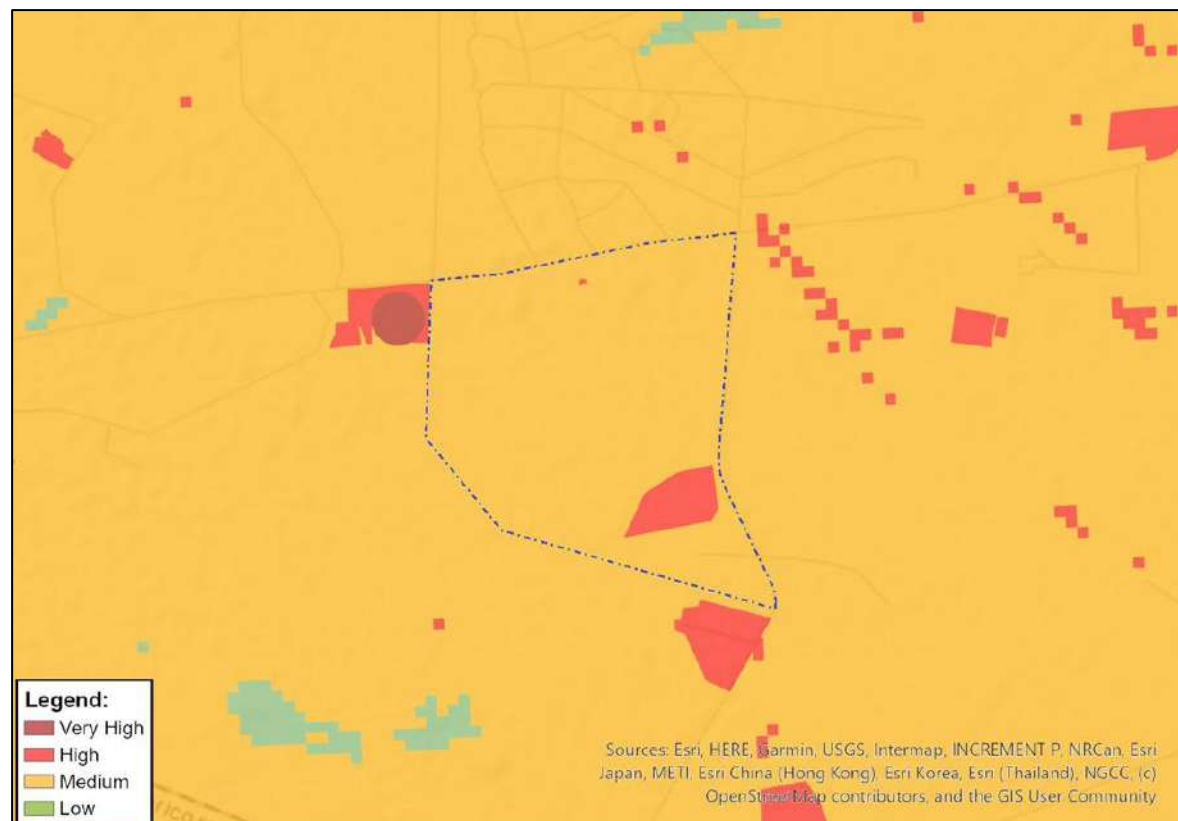 Legend:
Very High
High
Medium
Low
Sources: Esri, HERE, Garmin, USGS, Intermap, INCREMENT P, NRCan, Esri
Japan, METI, Esri China (Hong Kong), Esri Korea, Esri (Thailand), NGCC, (c)
OpenStreetMap contributors, and the GIS User Community